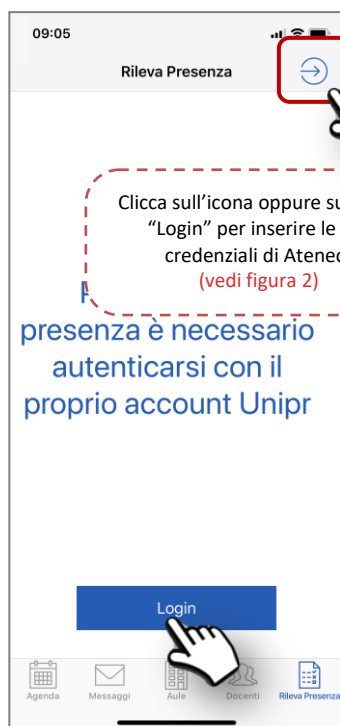 09:05
Rileva Presenza
Clicca sull'icona oppure su
"Login" per inserire le
credenziali di Atene
(vedi figura 2)
presenza è necessario
autenticarsi con il
proprio account Unipr
Login
Agenda
Messaggi
Aule
Docenti
Rileva Presenza